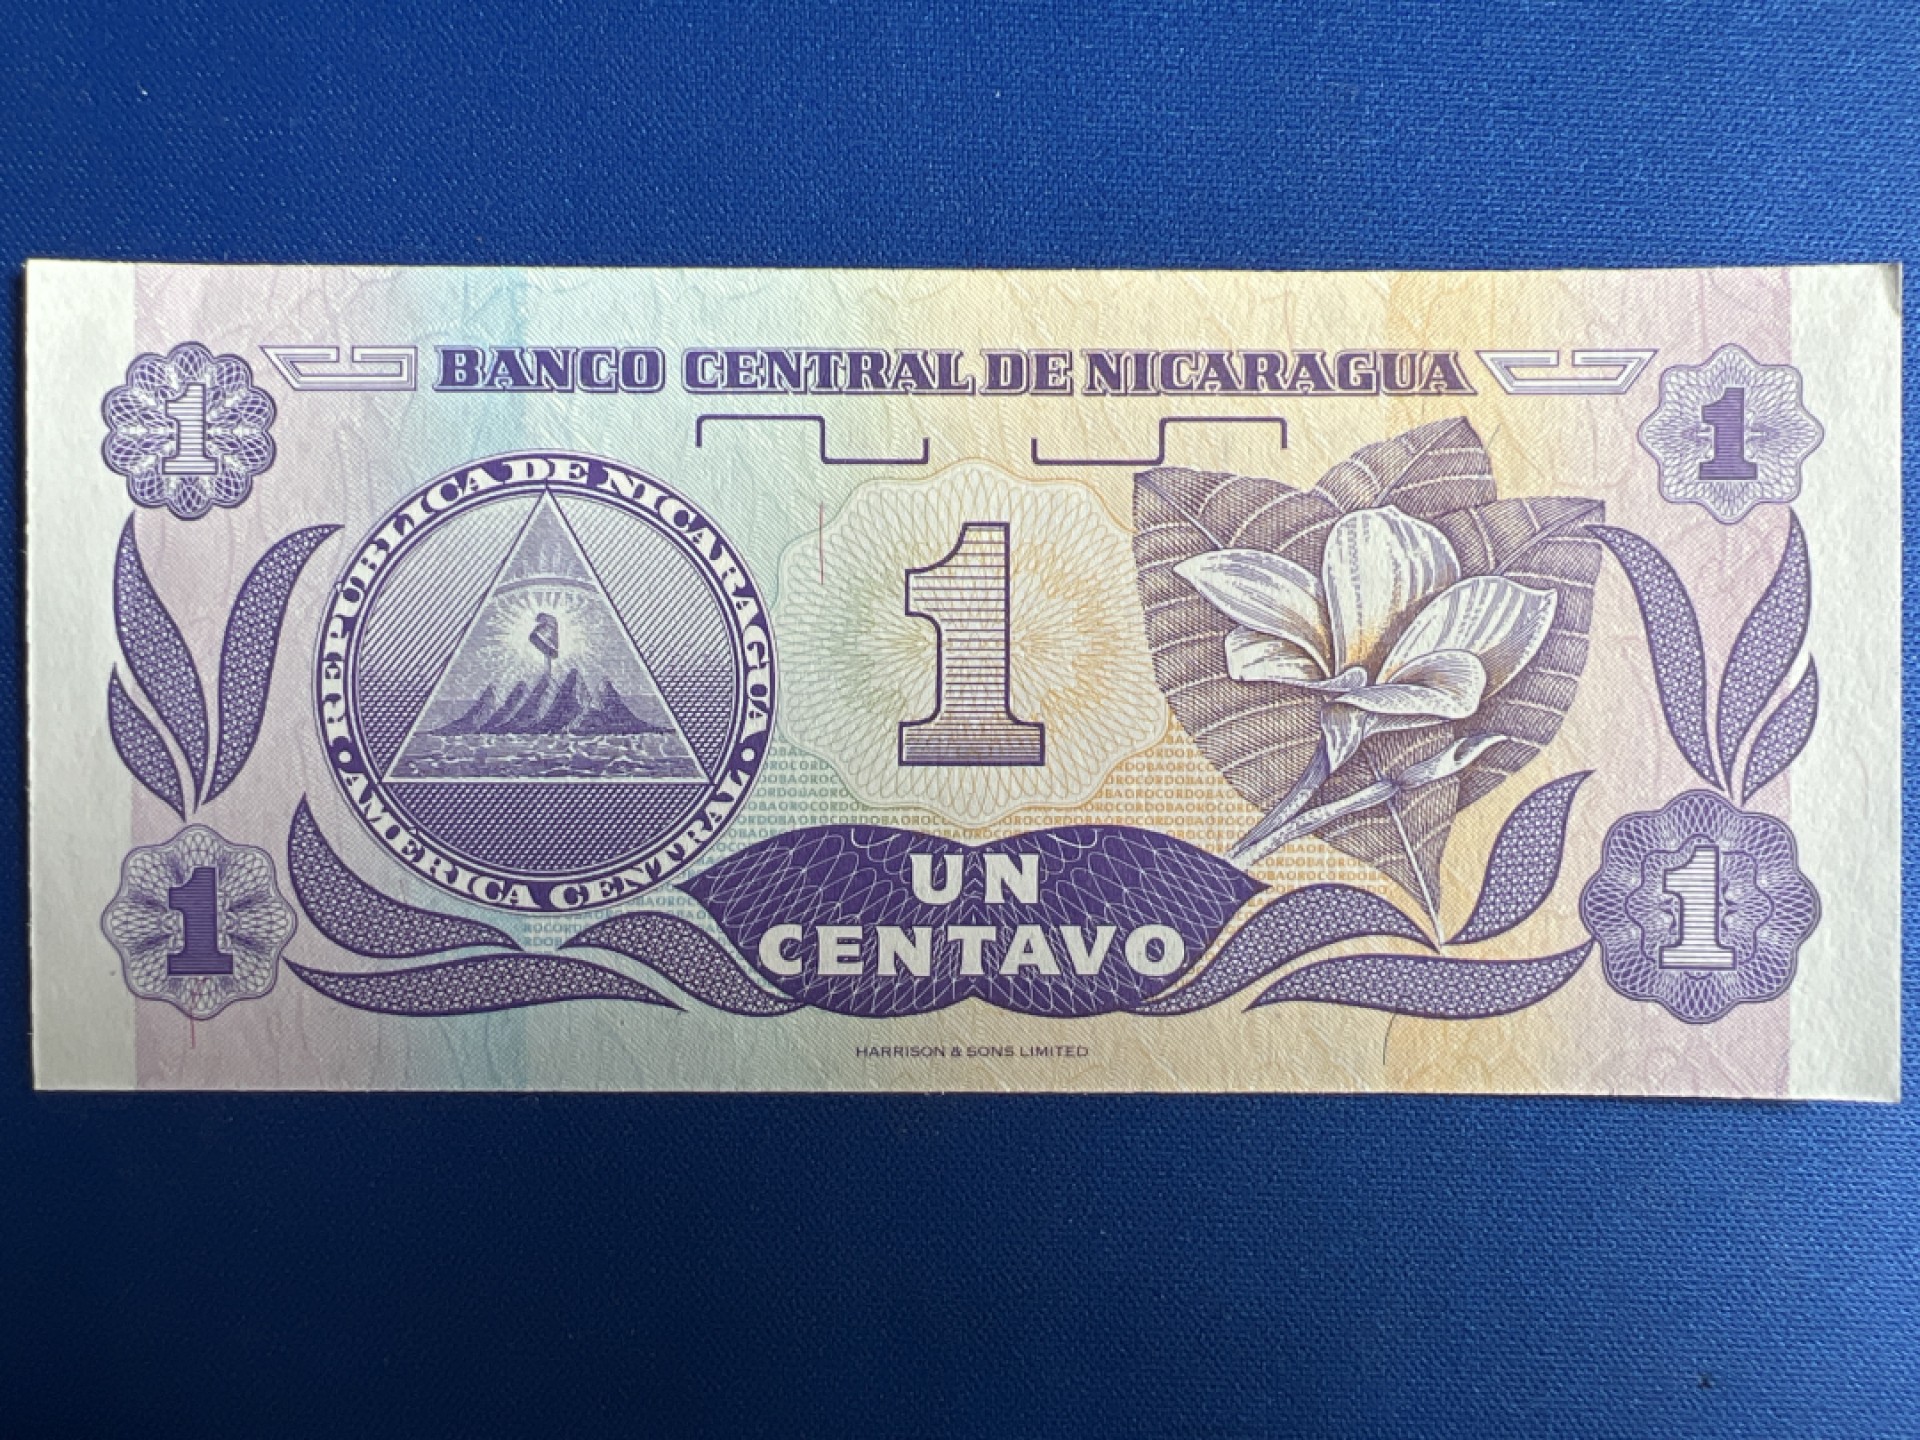 BANCO CENTRAL DE NICARAGUA
1
1
REPÚBLICA DE NICARAGUA
AMÉRICA CENTRAL
1
UN
CENTAVO
1
1
HARRISON & SONS LIMITED